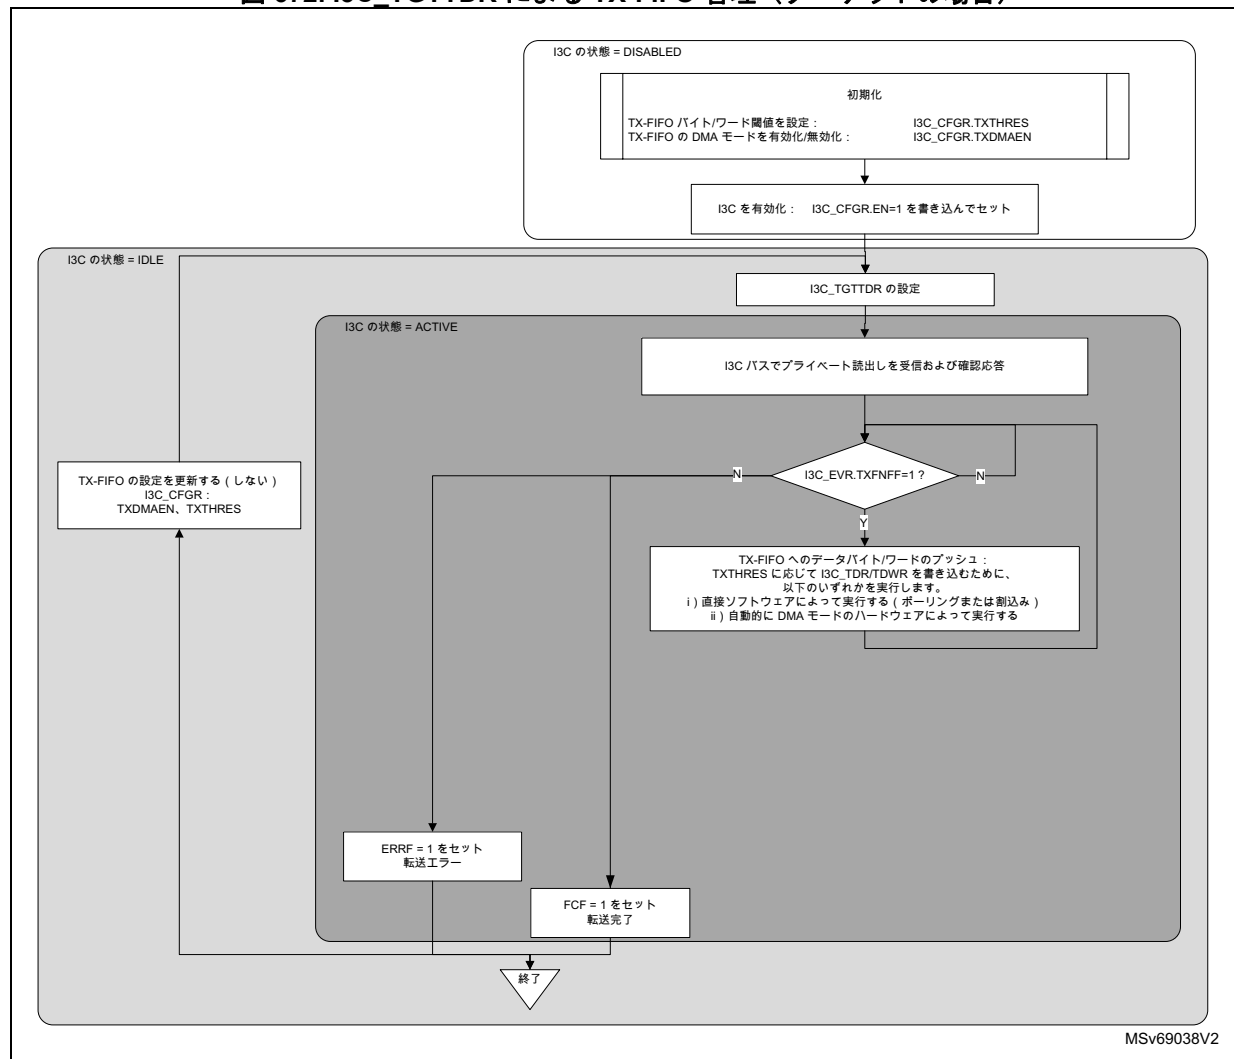 I3C の状態 = DISABLED
初期化
TX-FIFO バイト/ワード閾値を設定： I3C_CFGR.TXTHRES
TX-FIFO の DMA モードを有効化/無効化： I3C_CFGR.TXDMAEN
I3C を有効化： I3C_CFGR.EN=1 を書き込んでセット
I3C の状態 = IDLE
I3C_TGTTDR の設定
I3C の状態 = ACTIVE
I3C バスでプライベート読出しを受信および確認応答
I3C_EVR.TXFNFF=1 ?
N
N
Y
TX-FIFO の設定を更新する ( しない )
I3C_CFGR :
TXDMAEN、TXTHRES
TX-FIFO へのデータバイト/ワードのプッシュ：
TXTHRES に応じて I3C_TDR/TDWR を書き込むために、
以下のいずれかを実行します。
i ) 直接ソフトウェアによって実行する ( ポーリングまたは割込み )
ii ) 自動的に DMA モードのハードウェアによって実行する
ERRF = 1 をセット
転送エラー
FCF = 1 をセット
転送完了
終了
MSv69038V2